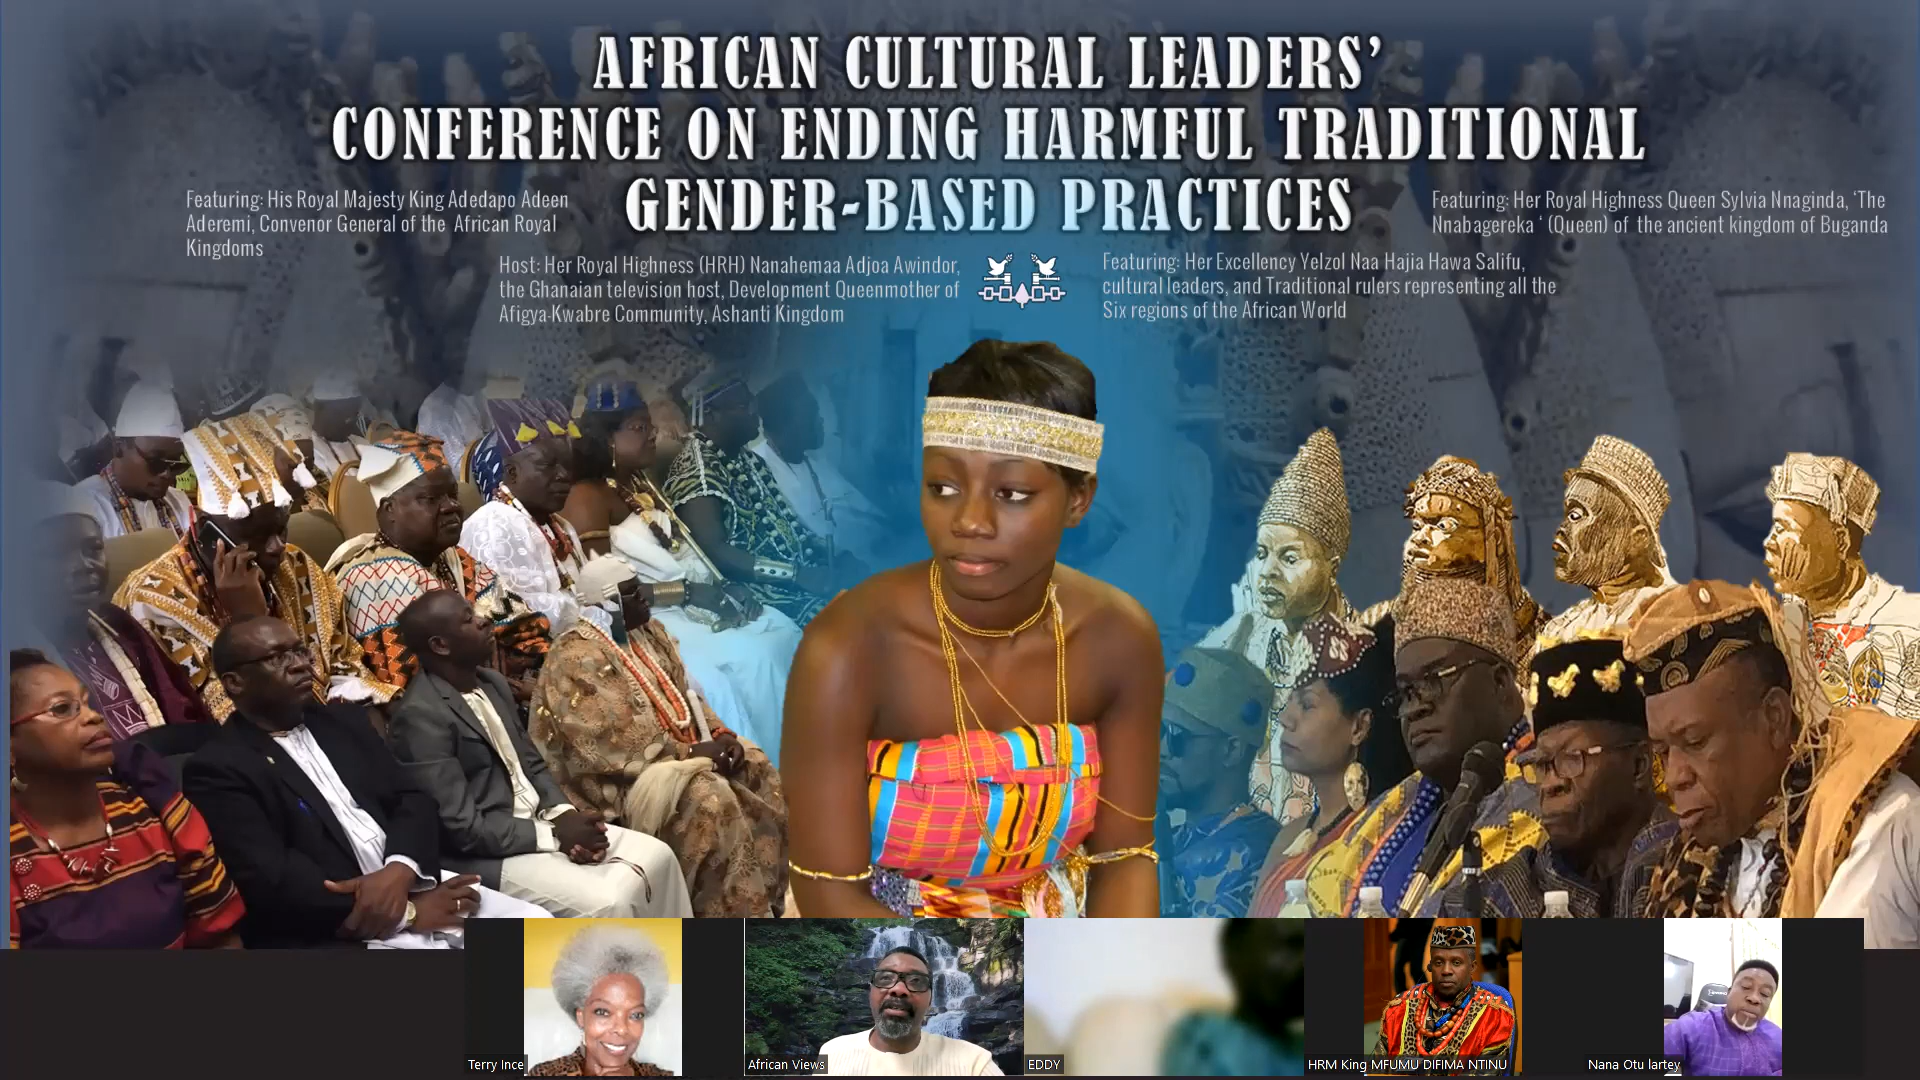 AFRICAN CULTURAL LEADERS'
CONFERENCE ON ENDING HARMFUL TRADITIONAL
GENDER-BASED PRACTICES
Featuring: His Royal Majesty King Adedapo Adeen
Aderemi, Convenor General of the African Royal
Kingdoms
Host: Her Royal Highness (HRH) Nanahemaa Adjoa Awindor,
the Ghanaian television host, Development Queenmother of
Afigya-Kwabre Community, Ashanti Kingdom
Featuring: Her Excellency Yelzol Naa Hajia Hawa Salifu,
cultural leaders, and Traditional rulers representing all the
Six regions of the African World
Featuring: Her Royal Highness Queen Sylvia Nnaginda, 'The
Nnabagereka ' (Queen) of the ancient kingdom of Buganda
Terry Ince
African Views
EDDY
HRM King MFUMU DIFIMA NTINU
Nana Otu lartey